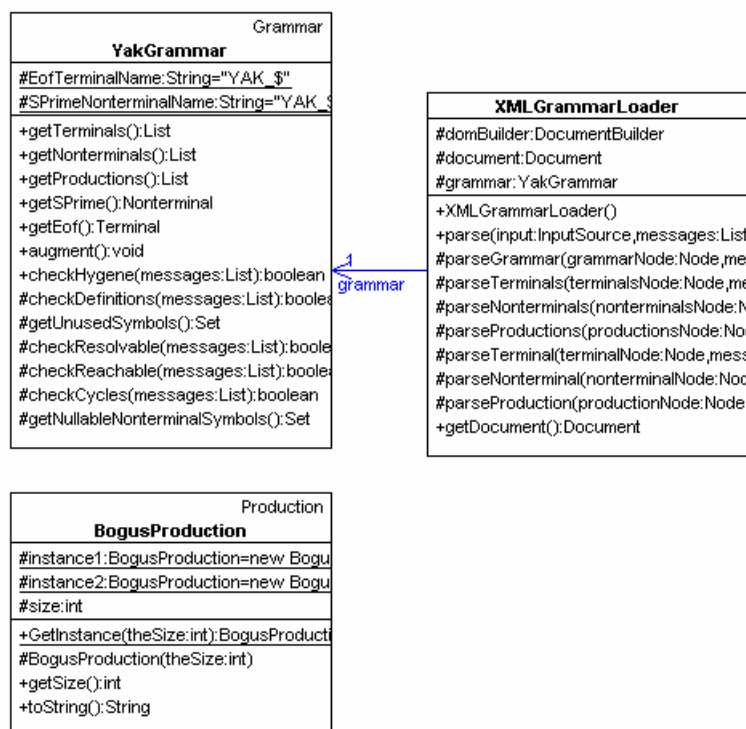 Grammar
YakGrammar
#EofTerminalName:String="YAK_$"
#SPrimeNonterminalName:String="YAK_S
+getTerminals():List
+getNonterminals():List
+getProductions():List
+getSPrime():Nonterminal
+getEof():Terminal
+augment():void
+checkHygene(messages:List):boolean
#checkDefinitions(messages:List):boolea
#getUnusedSymbols():Set
#checkResolvable(messages:List):boole
#checkReachable(messages:List):boolea
#checkCycles(messages:List):boolean
#getNullableNonterminalSymbols():Set
1
grammar
XMLGrammarLoader
#domBuilder:DocumentBuilder
#document:Document
#grammar:YakGrammar
+XMLGrammarLoader()
+parse(input:InputSource,messages:List
#parseGrammar(grammarNode:Node,me
#parseTerminals(terminalsNode:Node,me
#parseNonterminals(nonterminalsNode:N
#parseProductions(productionsNode:Nod
#parseTerminal(terminalNode:Node,mess
#parseNonterminal(nonterminalNode:Nod
#parseProduction(productionNode:Node
+getDocument():Document
Production
BogusProduction
#instance1:BogusProduction=new Bogu
#instance2:BogusProduction=new Bogu
#size:int
+GetInstance(theSize:int):BogusProducti
#BogusProduction(theSize:int)
+getSize():int
+toString():String